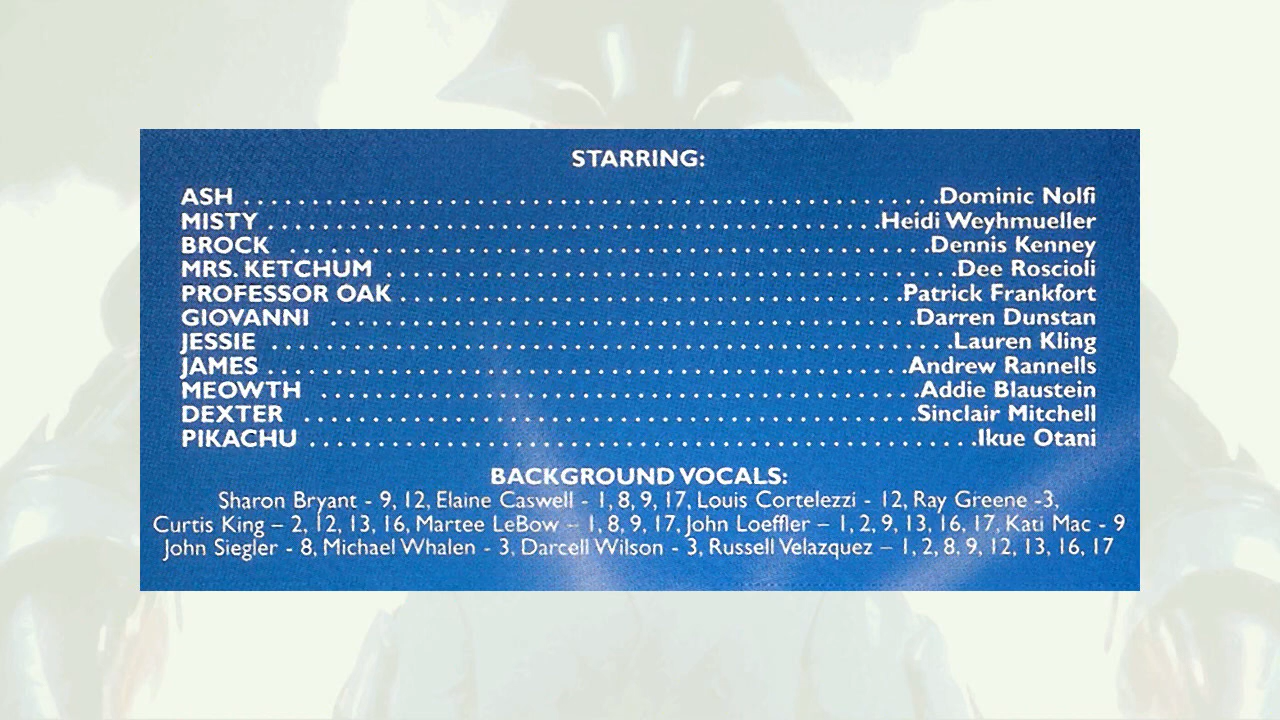 STARRING:
ASH . . . . . . . . . . . . . . . . . . . . . . . . . . . . . . . . . . . . . . . . . . . . . . . . . . . . . . .Dominic Nolfi
MISTY . . . . . . . . . . . . . . . . . . . . . . . . . . . . . . . . . . . . . . . . . . . . . . . . .Heidi Weyhmueller
BROCK . . . . . . . . . . . . . . . . . . . . . . . . . . . . . . . . . . . . . . . . . . . . . . . . . . .Dennis Kenney
MRS. KETCHUM . . . . . . . . . . . . . . . . . . . . . . . . . . . . . . . . . . . . . . . . . . . . .Dee Roscioli
PROFESSOR OAK . . . . . . . . . . . . . . . . . . . . . . . . . . . . . . . . . . . . . . . .Patrick Frankfort
GIOVANNI . . . . . . . . . . . . . . . . . . . . . . . . . . . . . . . . . . . . . . . . . . . . . . .Darren Dunstan
JESSIE . . . . . . . . . . . . . . . . . . . . . . . . . . . . . . . . . . . . . . . . . . . . . . . . . . . . . .Lauren Kling
JAMES . . . . . . . . . . . . . . . . . . . . . . . . . . . . . . . . . . . . . . . . . . . . . . . . . . .Andrew Rannells
MEOWTH . . . . . . . . . . . . . . . . . . . . . . . . . . . . . . . . . . . . . . . . . . . . . . . .Addie Blaustein
DEXTER . . . . . . . . . . . . . . . . . . . . . . . . . . . . . . . . . . . . . . . . . . . . . . . . .Sinclair Mitchell
PIKACHU . . . . . . . . . . . . . . . . . . . . . . . . . . . . . . . . . . . . . . . . . . . . . . . . . . . . .Ikue Otani
BACKGROUND VOCALS:
Sharon Bryant - 9, 12, Elaine Caswell - 1, 8, 9, 17, Louis Cortelezzi - 12, Ray Greene -3,
Curtis King – 2, 12, 13, 16, Martee LeBow – 1, 8, 9, 17, John Loeffler – 1, 2, 9, 13, 16, 17, Kati Mac - 9
John Siegler - 8, Michael Whalen - 3, Darcell Wilson - 3, Russell Velazquez – 1, 2, 8, 9, 12, 13, 16, 17